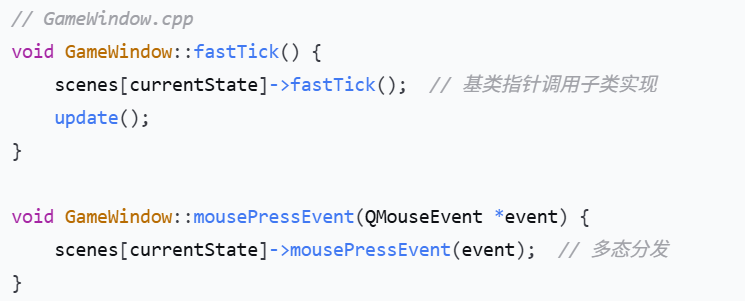 // GameWindow.cpp
void GameWindow::fastTick() {
    scenes[currentState]->fastTick();  // 基类指针调用子类实现
    update();
}

void GameWindow::mousePressEvent(QMouseEvent *event) {
    scenes[currentState]->mousePressEvent(event);  // 多态分发
}